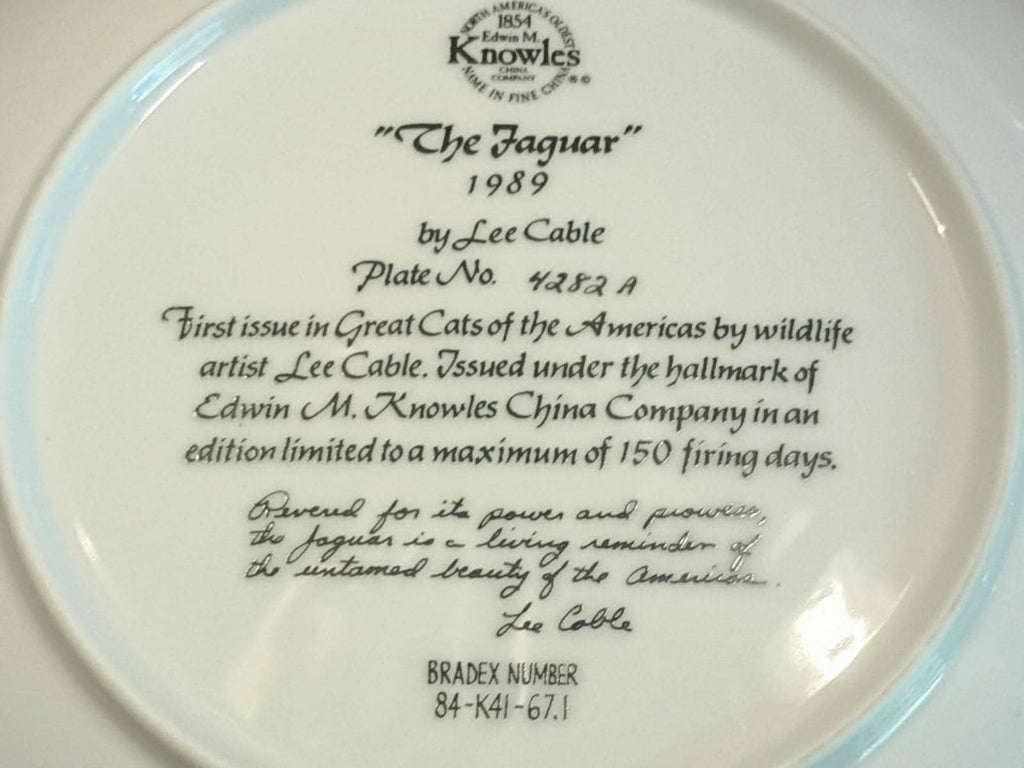 NORTH AMERICA'S OLDEST
1854
Edwin M.
Knowles
CHINA
COMPANY
NAME IN FINE CHINA
® ©
"The Jaguar"
1989
by Lee Cable
Plate No. 4282 A
First issue in Great Cats of the Americas by wildlife
artist Lee Cable. Issued under the hallmark of
Edwin M. Knowles China Company in an
edition limited to a maximum of 150 firing days.
Revered for its power and prowess,
the Jaguar is a living reminder of
the untamed beauty of the Americas.
Lee Cable
BRADEX NUMBER
84-K41-67.1